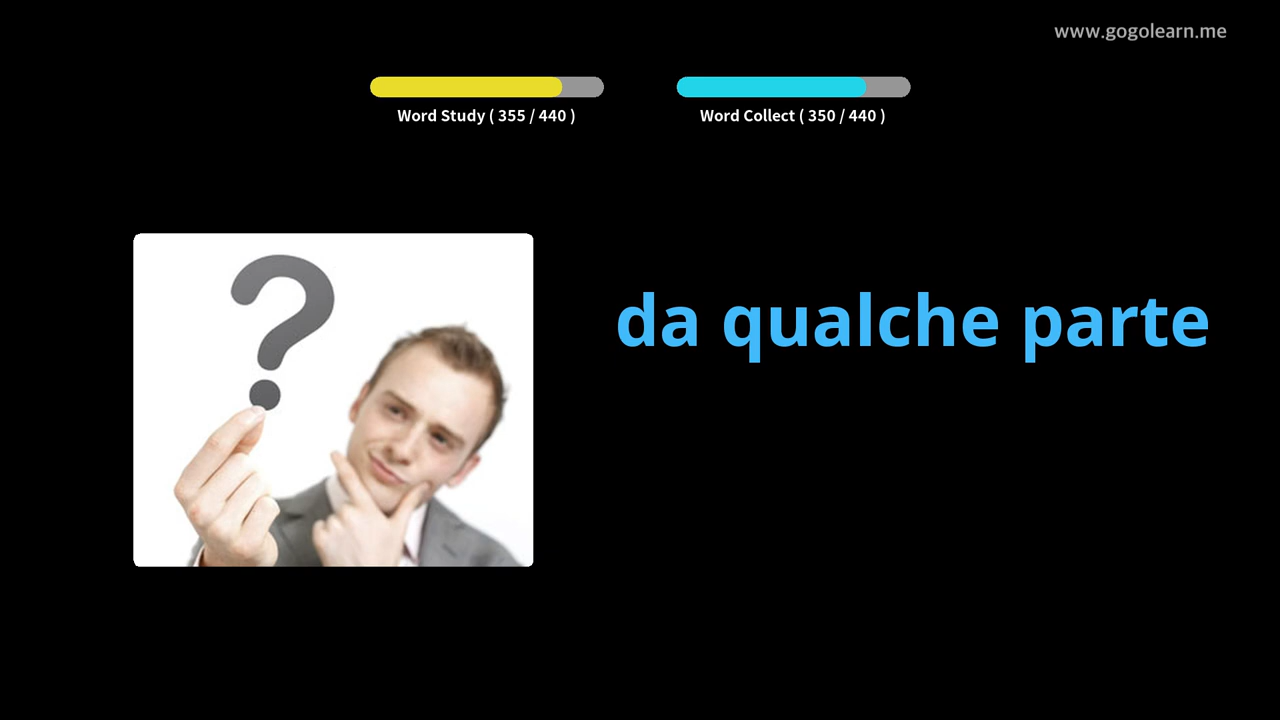 www.gogolearn.me
Word Study ( 355 / 440 )
Word Collect ( 350 / 440 )
?
da qualche parte